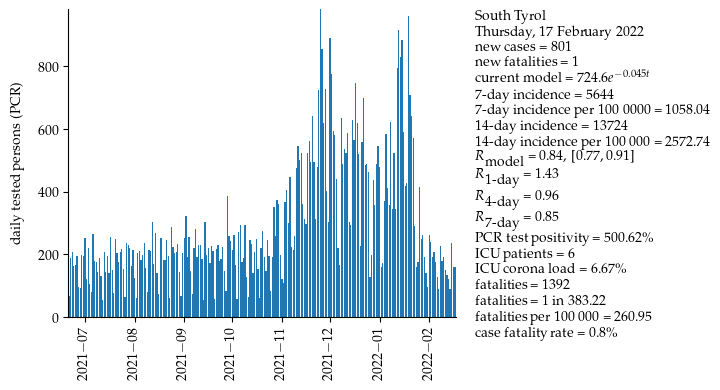 South Tyrol
Thursday, 17 February 2022
new cases = 801
new fatalities = 1
current model = 724.6e^{-0.045t}
7-day incidence = 5644
7-day incidence per 100 0000 = 1058.04
14-day incidence = 13724
14-day incidence per 100 000 = 2572.74
R_model = 0.84, [0.77, 0.91]
R_1-day = 1.43
R_4-day = 0.96
R_7-day = 0.85
PCR test positivity = 500.62%
ICU patients = 6
ICU corona load = 6.67%
fatalities = 1392
fatalities = 1 in 383.22
fatalities per 100 000 = 260.95
case fatality rate = 0.8%
daily tested persons (PCR)
800
600
400
200
0
2021−07
2021−08
2021−09
2021−10
2021−11
2021−12
2022−01
2022−02